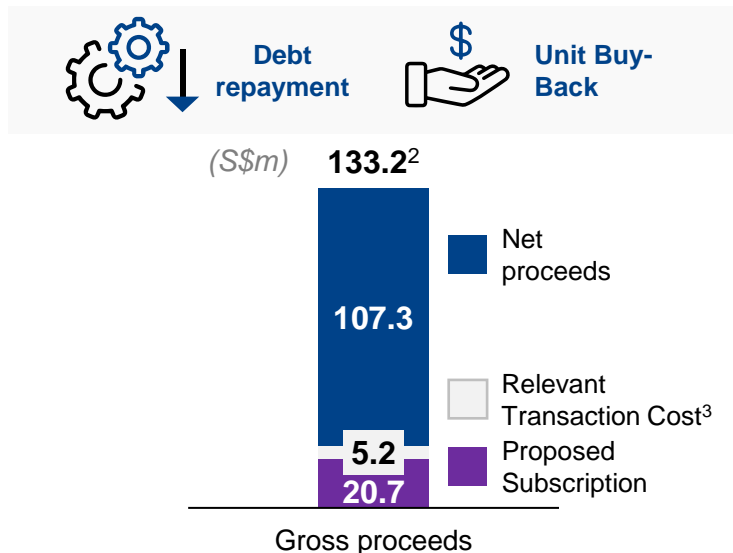 Debt
repayment
$
Unit Buy-
Back
(S$m)
133.2²
Net
proceeds
107.3
Relevant
Transaction Cost³
5.2
Proposed
Subscription
20.7
Gross proceeds